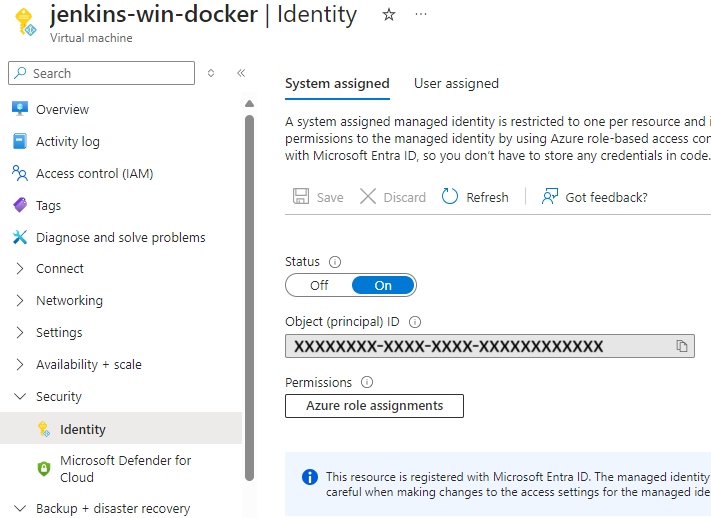 jenkins-win-docker | Identity
Virtual machine
Search
Overview
Activity log
Access control (IAM)
Tags
Diagnose and solve problems
Connect
Networking
Settings
Availability + scale
Security
Identity
Microsoft Defender for
Cloud
Backup + disaster recovery
System assigned User assigned
A system assigned managed identity is restricted to one per resource and i
permissions to the managed identity by using Azure role-based access con
with Microsoft Entra ID, so you don't have to store any credentials in code.
Save Discard Refresh Got feedback?
Status
Off On
Object (principal) ID
XXXXXXXX-XXXX-XXXX-XXXXXXXXXXXX
Permissions
Azure role assignments
This resource is registered with Microsoft Entra ID. The managed identity
careful when making changes to the access settings for the managed ide